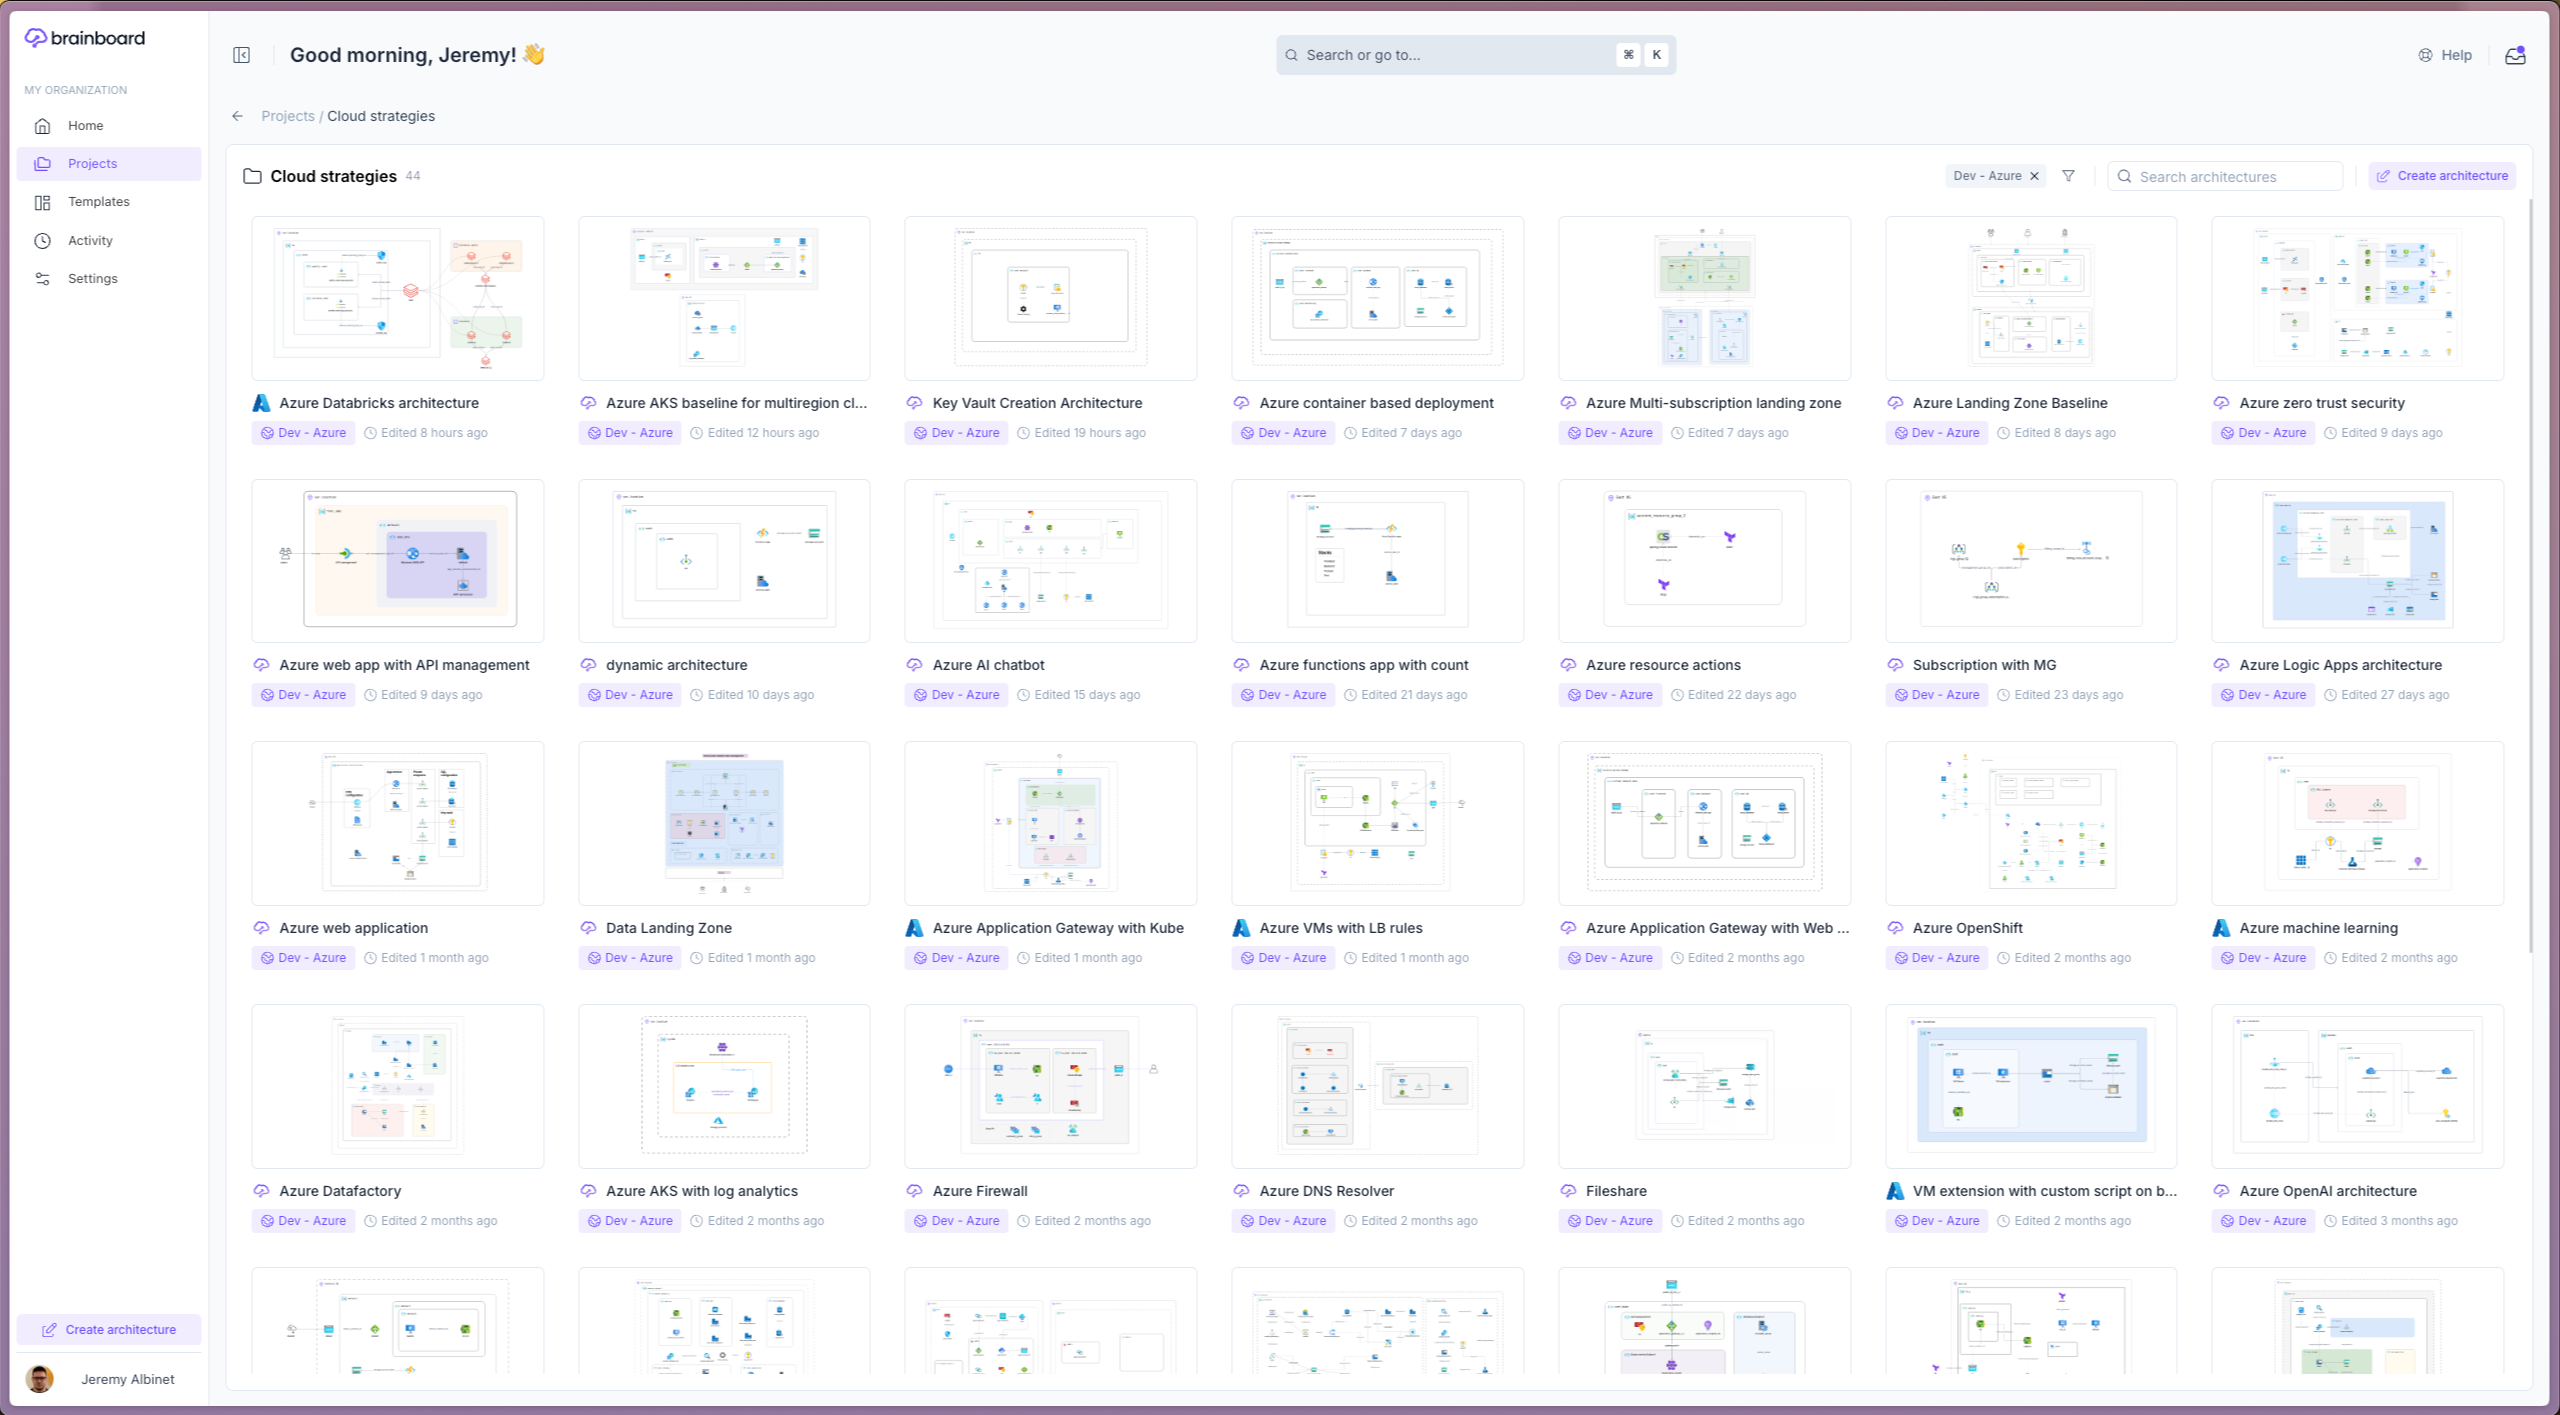 brainboard
Good morning, Jeremy! 👋
Search or go to...
⌘ K
Help
MY ORGANIZATION
Home
Projects
Templates
Activity
Settings
Projects / Cloud strategies
Cloud strategies 44
Dev - Azure
Search architectures
Create architecture
Azure Databricks architecture
Dev - Azure Edited 8 hours ago
Azure AKS baseline for multiregion cl...
Dev - Azure Edited 12 hours ago
Key Vault Creation Architecture
Dev - Azure Edited 19 hours ago
Azure container based deployment
Dev - Azure Edited 7 days ago
Azure Multi-subscription landing zone
Dev - Azure Edited 7 days ago
Azure Landing Zone Baseline
Dev - Azure Edited 8 days ago
Azure zero trust security
Dev - Azure Edited 9 days ago
Azure web app with API management
Dev - Azure Edited 9 days ago
dynamic architecture
Dev - Azure Edited 10 days ago
Azure AI chatbot
Dev - Azure Edited 15 days ago
Azure functions app with count
Dev - Azure Edited 21 days ago
Azure resource actions
Dev - Azure Edited 22 days ago
Subscription with MG
Dev - Azure Edited 23 days ago
Azure Logic Apps architecture
Dev - Azure Edited 27 days ago
Azure web application
Dev - Azure Edited 1 month ago
Data Landing Zone
Dev - Azure Edited 1 month ago
Azure Application Gateway with Kube
Dev - Azure Edited 1 month ago
Azure VMs with LB rules
Dev - Azure Edited 1 month ago
Azure Application Gateway with Web ...
Dev - Azure Edited 2 months ago
Azure OpenShift
Dev - Azure Edited 2 months ago
Azure machine learning
Dev - Azure Edited 2 months ago
Azure Datafactory
Dev - Azure Edited 2 months ago
Azure AKS with log analytics
Dev - Azure Edited 2 months ago
Azure Firewall
Dev - Azure Edited 2 months ago
Azure DNS Resolver
Dev - Azure Edited 2 months ago
Fileshare
Dev - Azure Edited 2 months ago
VM extension with custom script on b...
Dev - Azure Edited 2 months ago
Azure OpenAI architecture
Dev - Azure Edited 3 months ago
Create architecture
Jeremy Albinet